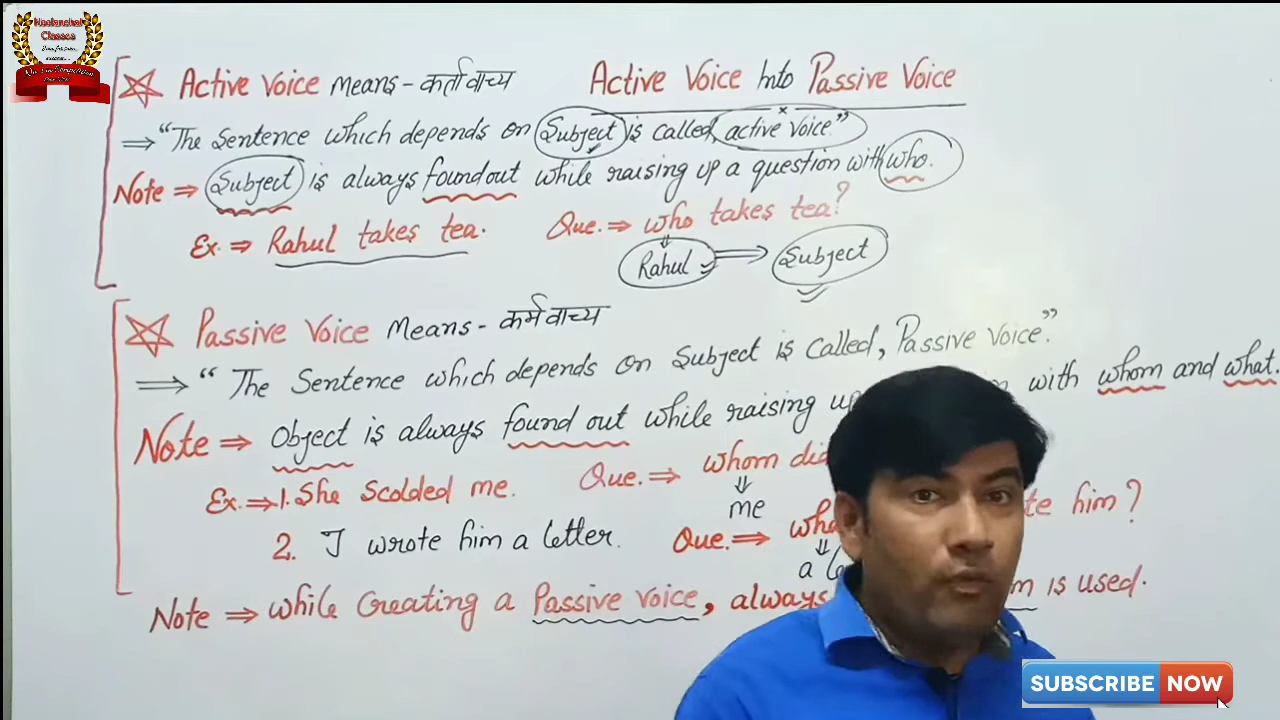 Neelanchal
Classes
Active Voice Into Passive Voice
☆ Active Voice Means - कर्तावाच्य
⇒ "The Sentence which depends on Subject is called, active voice."
Note ⇒ Subject is always found out while raising up a question with who.
Ex. ⇒ Rahul takes tea. Que. ⇒ who takes tea?
Rahul ⇒ Subject
☆ Passive Voice Means - कर्मवाच्य
⇒ "The Sentence which depends on Subject is called, Passive Voice."
Note ⇒ Object is always found out while raising up with whom and what.
Ex. ⇒ 1. She scolded me. Que. ⇒ whom did
me
2. I wrote him a letter. Que. ⇒ him?
a
Note ⇒ while Creating a Passive voice, always is used.
SUBSCRIBE NOW